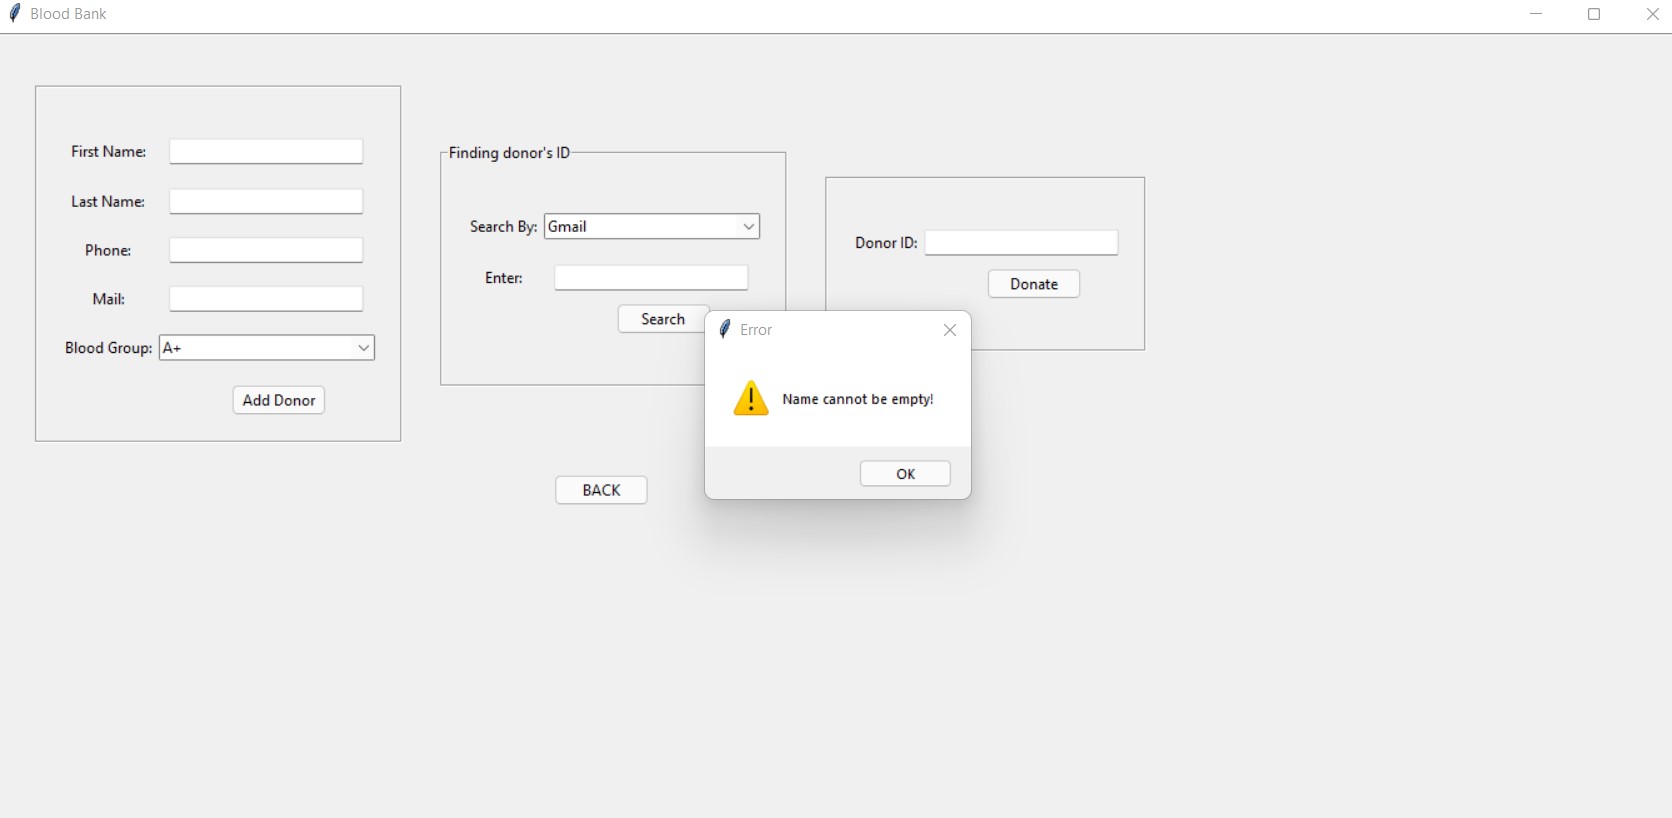 Blood Bank
First Name:
Last Name:
Phone:
Mail:
Blood Group: A+
Add Donor
Finding donor's ID
Search By: Gmail
Enter:
Search
Donor ID:
Donate
BACK
Error
Name cannot be empty!
OK